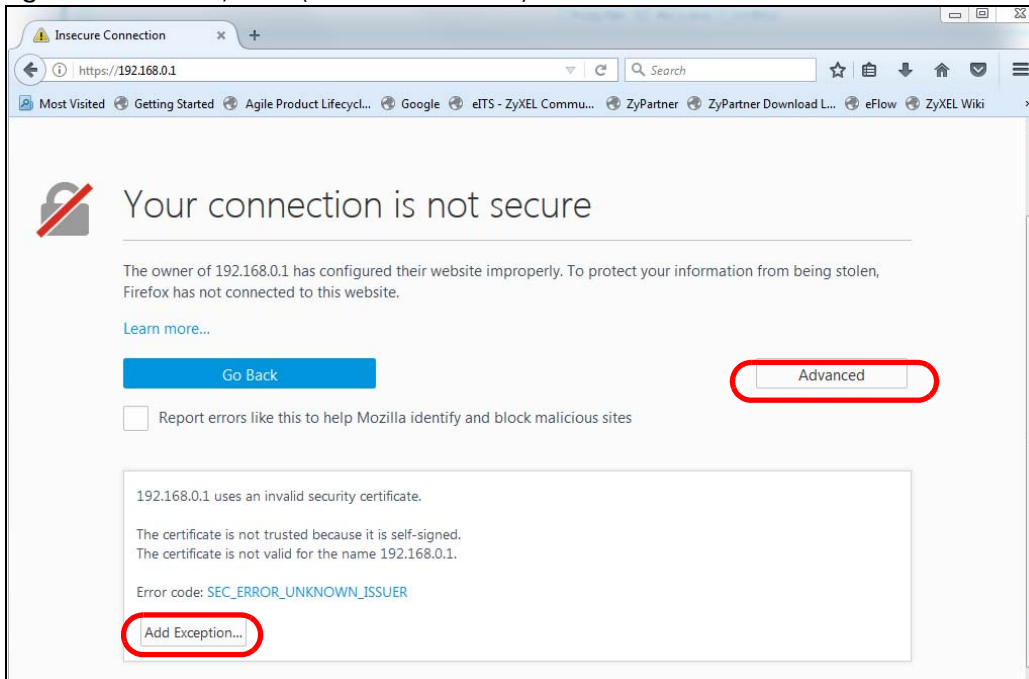 Insecure Connection
https://192.168.0.1
Search
Most Visited Getting Started Agile Product Lifecycl... Google eITS - ZyXEL Commu... ZyPartner ZyPartner Download L... eFlow ZyXEL Wiki
Your connection is not secure
The owner of 192.168.0.1 has configured their website improperly. To protect your information from being stolen,
Firefox has not connected to this website.
Learn more...
Go Back
Advanced
Report errors like this to help Mozilla identify and block malicious sites
192.168.0.1 uses an invalid security certificate.
The certificate is not trusted because it is self-signed.
The certificate is not valid for the name 192.168.0.1.
Error code: SEC_ERROR_UNKNOWN_ISSUER
Add Exception...